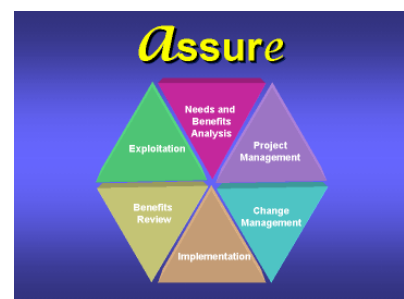 assure
Needs and
Benefits
Analysis
Exploitation
Project
Management
Benefits
Review
Change
Management
Implementation